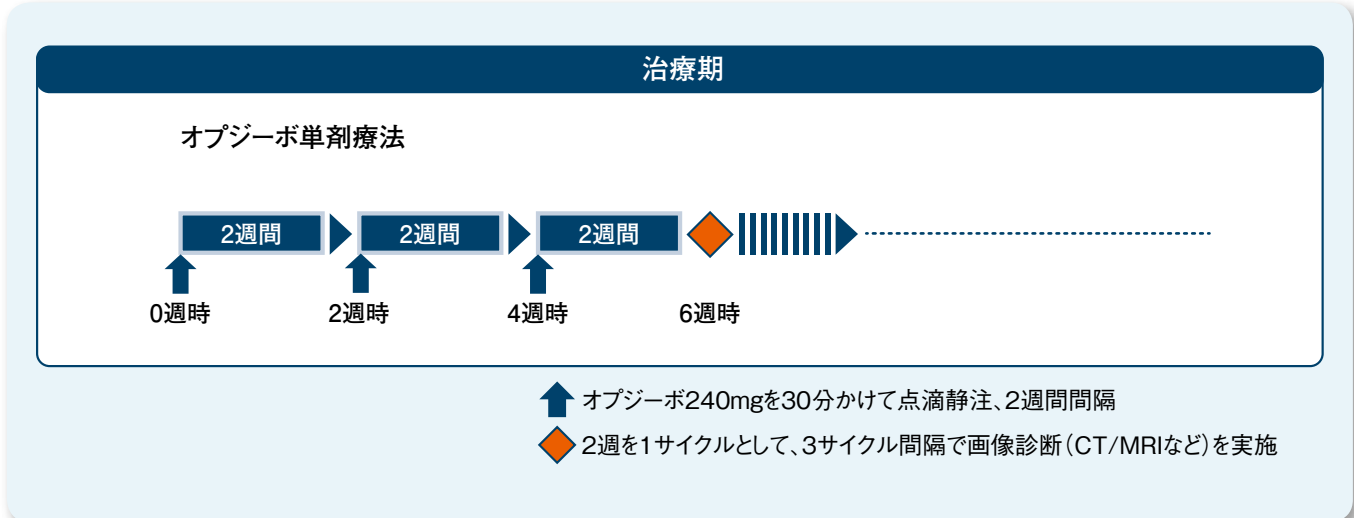 治療期
オプジーボ単剤療法
2週間 2週間 2週間
0週時 2週時 4週時 6週時
オプジーボ240mgを30分かけて点滴静注、2週間間隔
2週を1サイクルとして、3サイクル間隔で画像診断(CT/MRIなど)を実施